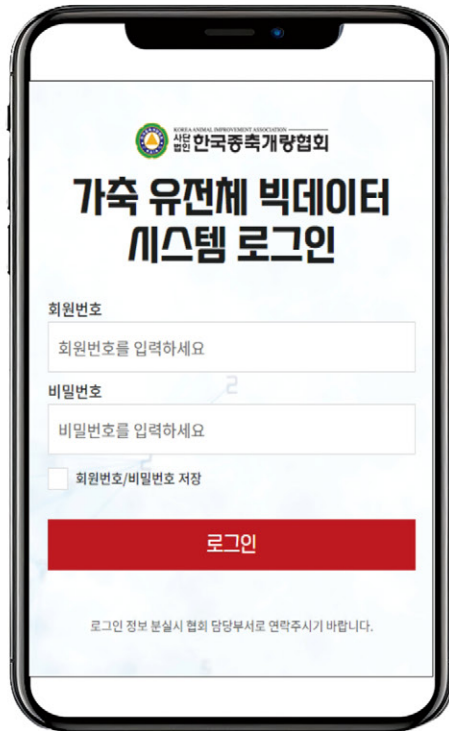 KOREA ANIMAL IMPROVEMENT ASSOCIATION
사단법인 한국종축개량협회
가축 유전체 빅데이터
시스템 로그인
회원번호
회원번호를 입력하세요
비밀번호
비밀번호를 입력하세요
회원번호/비밀번호 저장
로그인
로그인 정보 분실시 협회 담당부서로 연락주시기 바랍니다.